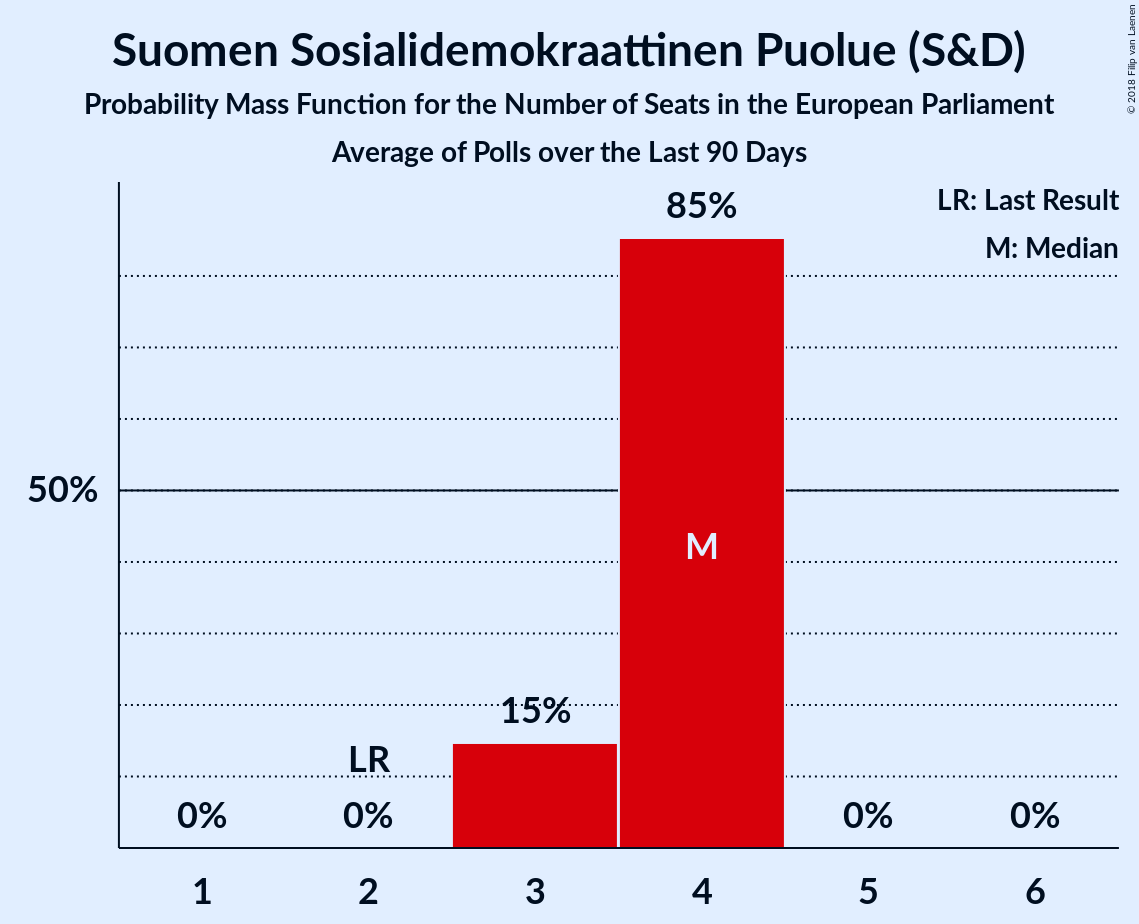 Suomen Sosialidemokraattinen Puolue (S&D)
Probability Mass Function for the Number of Seats in the European Parliament
Average of Polls over the Last 90 Days
© 2018 Filip van Laenen
LR: Last Result
M: Median
85%
50%
M
15%
LR
0% 0% 0% 0%
1 2 3 4 5 6